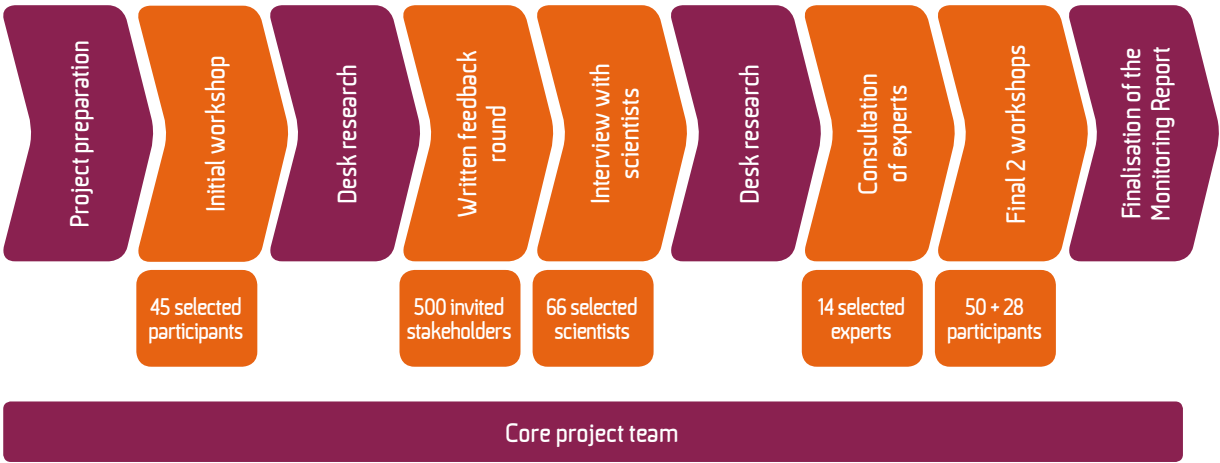 Project preparation
Initial workshop
Desk research
Written feedback
round
Interview with
scientists
Desk research
Consultation
of experts
Final 2 workshops
Finalisation of the
Monitoring Report
45 selected
participants
500 invited
stakeholders
66 selected
scientists
14 selected
experts
50 + 28
participants
Core project team